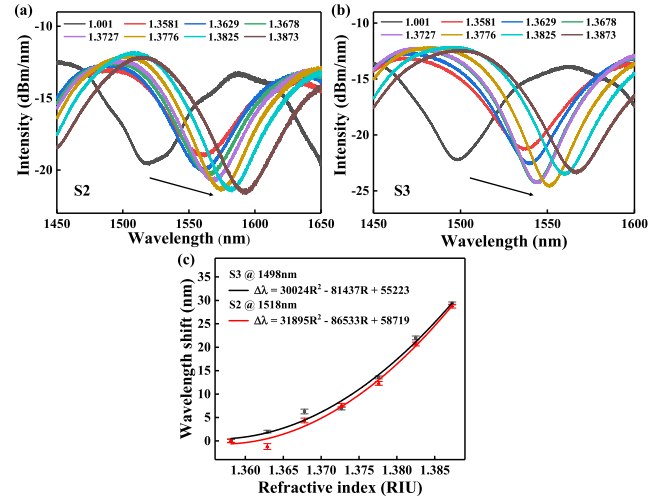 (a)
1.001 1.3581 1.3629 1.3678
1.3727 1.3776 1.3825 1.3873
Intensity (dBm/nm)
-10
-15
-20
S2
1450 1500 1550 1600 1650
Wavelength (nm)
(b)
1.001 1.3581 1.3629 1.3678
1.3727 1.3776 1.3825 1.3873
Intensity (dBm/nm)
-10
-15
-20
-25
S3
1450 1500 1550 1600
Wavelength (nm)
(c)
S3 @ 1498nm
Δλ = 30024R² - 81437R + 55223
S2 @ 1518nm
Δλ = 31895R² - 86533R + 58719
Wavelength shift (nm)
35
30
25
20
15
10
5
0
1.360 1.365 1.370 1.375 1.380 1.385
Refractive index (RIU)